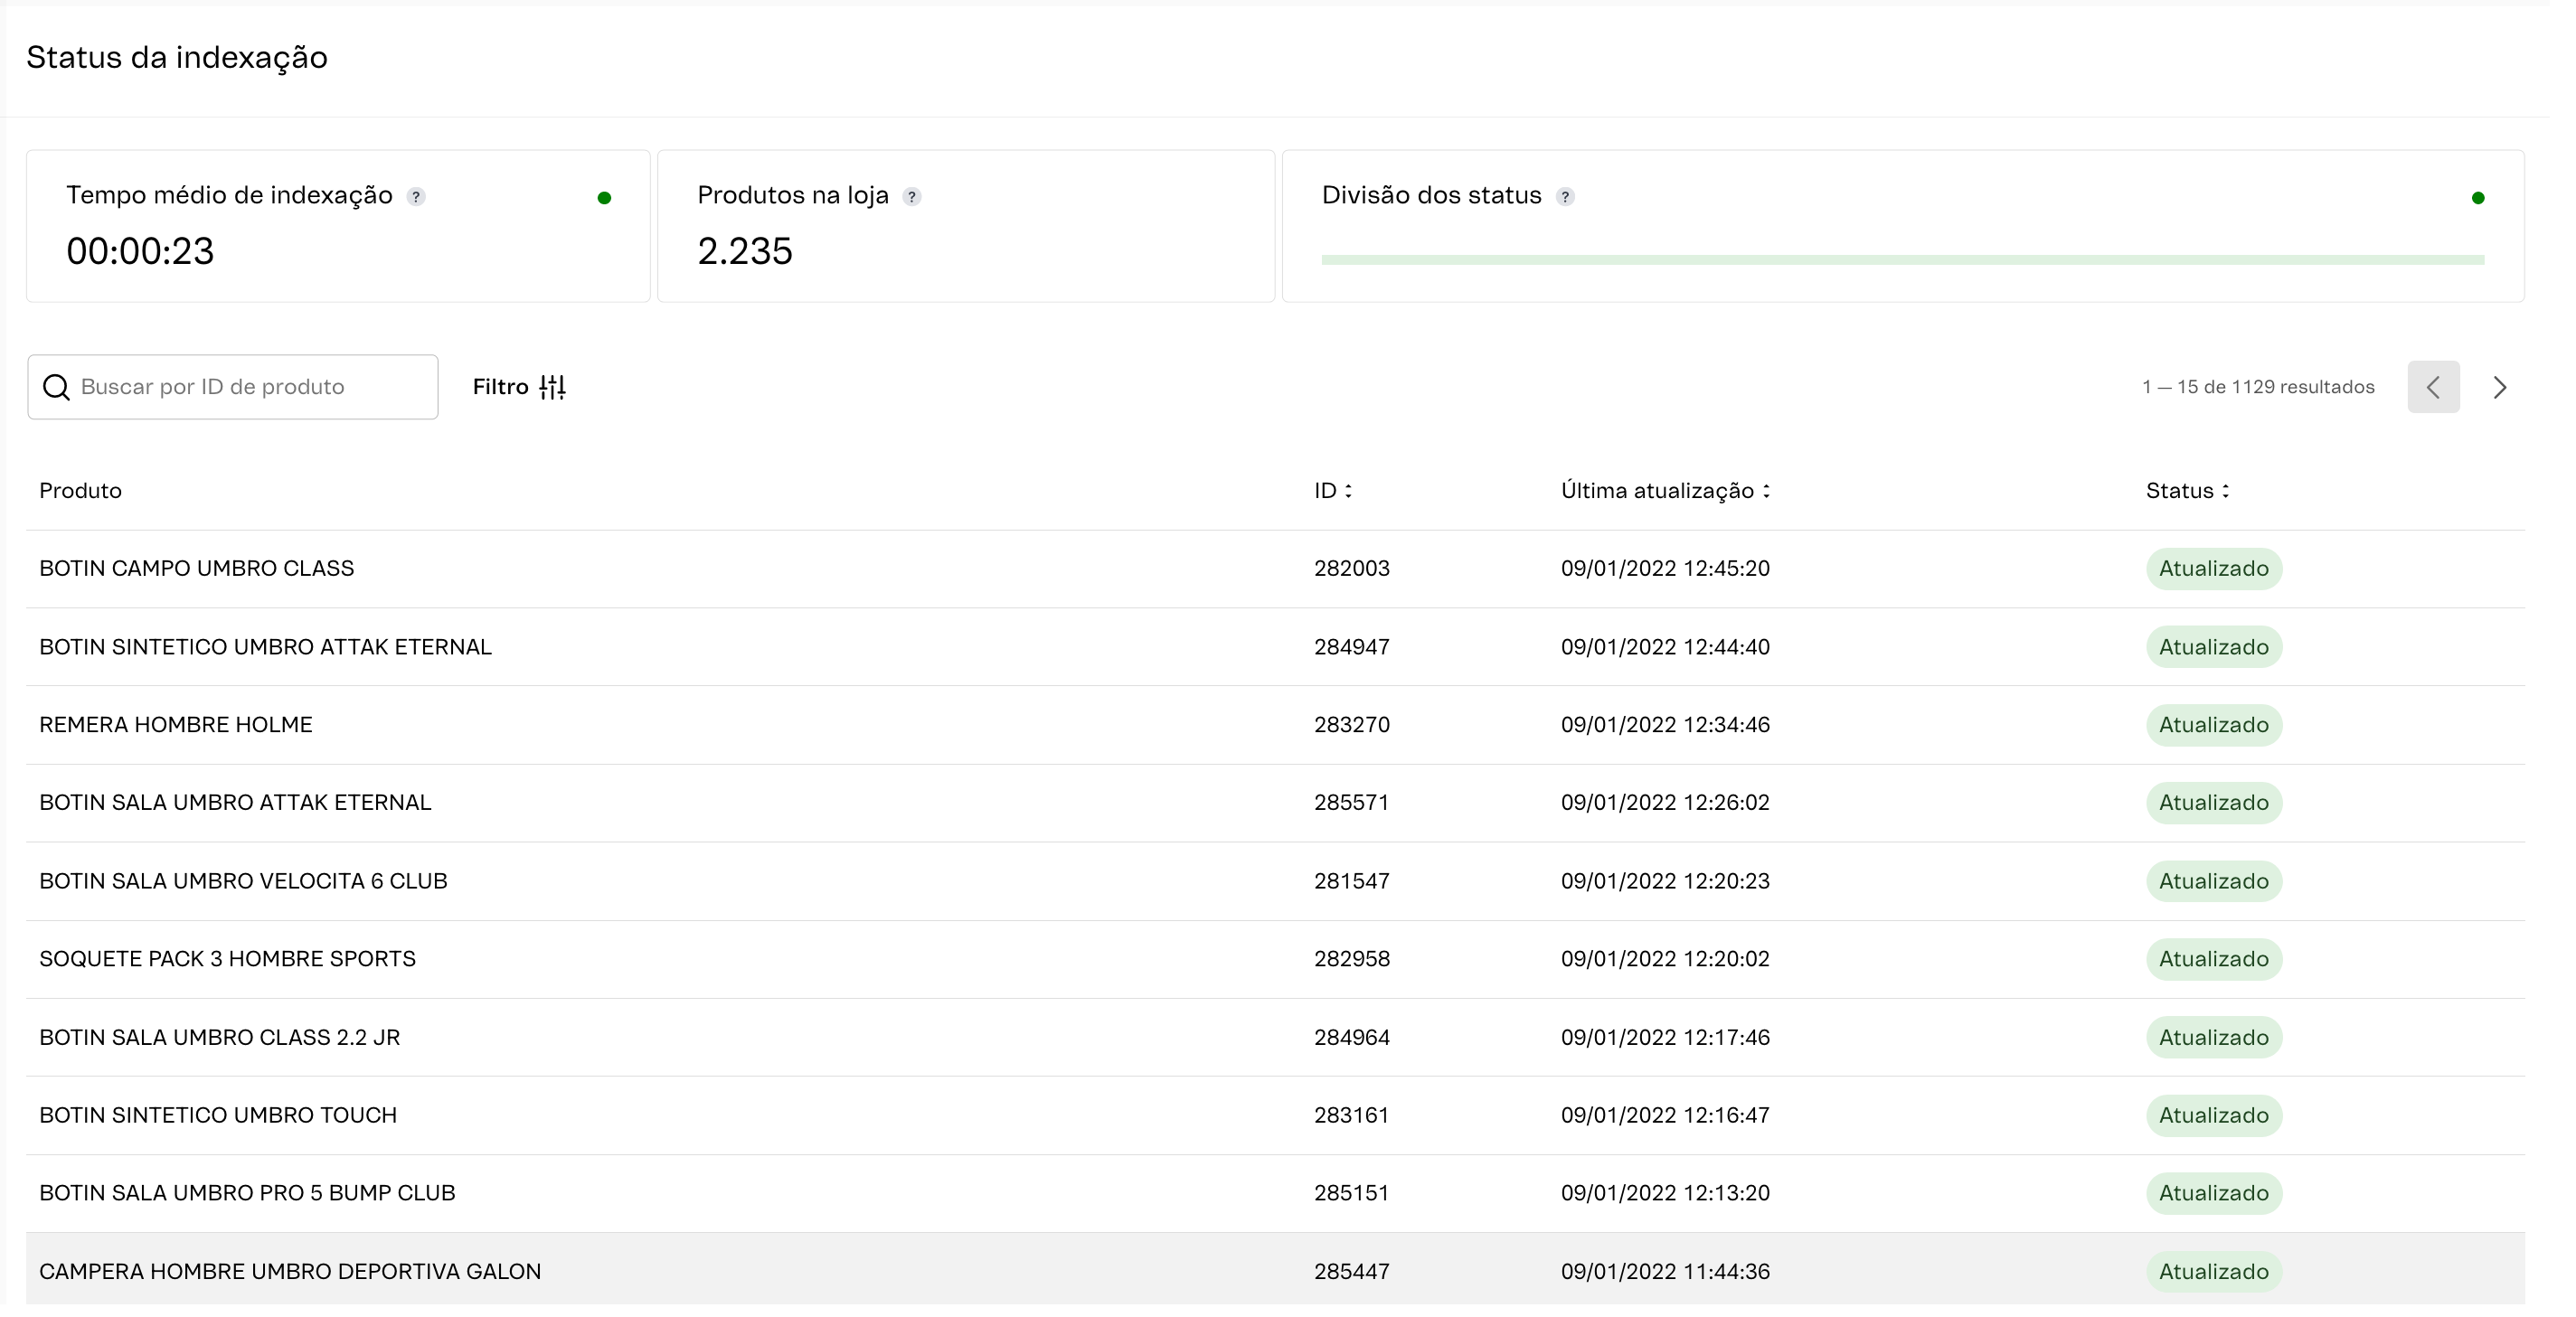 Status da indexação
Tempo médio de indexação ?
00:00:23
Produtos na loja ?
2.235
Divisão dos status ?
Buscar por ID de produto
Filtro
1 — 15 de 1129 resultados
Produto ID Última atualização Status
BOTIN CAMPO UMBRO CLASS 282003 09/01/2022 12:45:20 Atualizado
BOTIN SINTETICO UMBRO ATTAK ETERNAL 284947 09/01/2022 12:44:40 Atualizado
REMERA HOMBRE HOLME 283270 09/01/2022 12:34:46 Atualizado
BOTIN SALA UMBRO ATTAK ETERNAL 285571 09/01/2022 12:26:02 Atualizado
BOTIN SALA UMBRO VELOCITA 6 CLUB 281547 09/01/2022 12:20:23 Atualizado
SOQUETE PACK 3 HOMBRE SPORTS 282958 09/01/2022 12:20:02 Atualizado
BOTIN SALA UMBRO CLASS 2.2 JR 284964 09/01/2022 12:17:46 Atualizado
BOTIN SINTETICO UMBRO TOUCH 283161 09/01/2022 12:16:47 Atualizado
BOTIN SALA UMBRO PRO 5 BUMP CLUB 285151 09/01/2022 12:13:20 Atualizado
CAMPERA HOMBRE UMBRO DEPORTIVA GALON 285447 09/01/2022 11:44:36 Atualizado